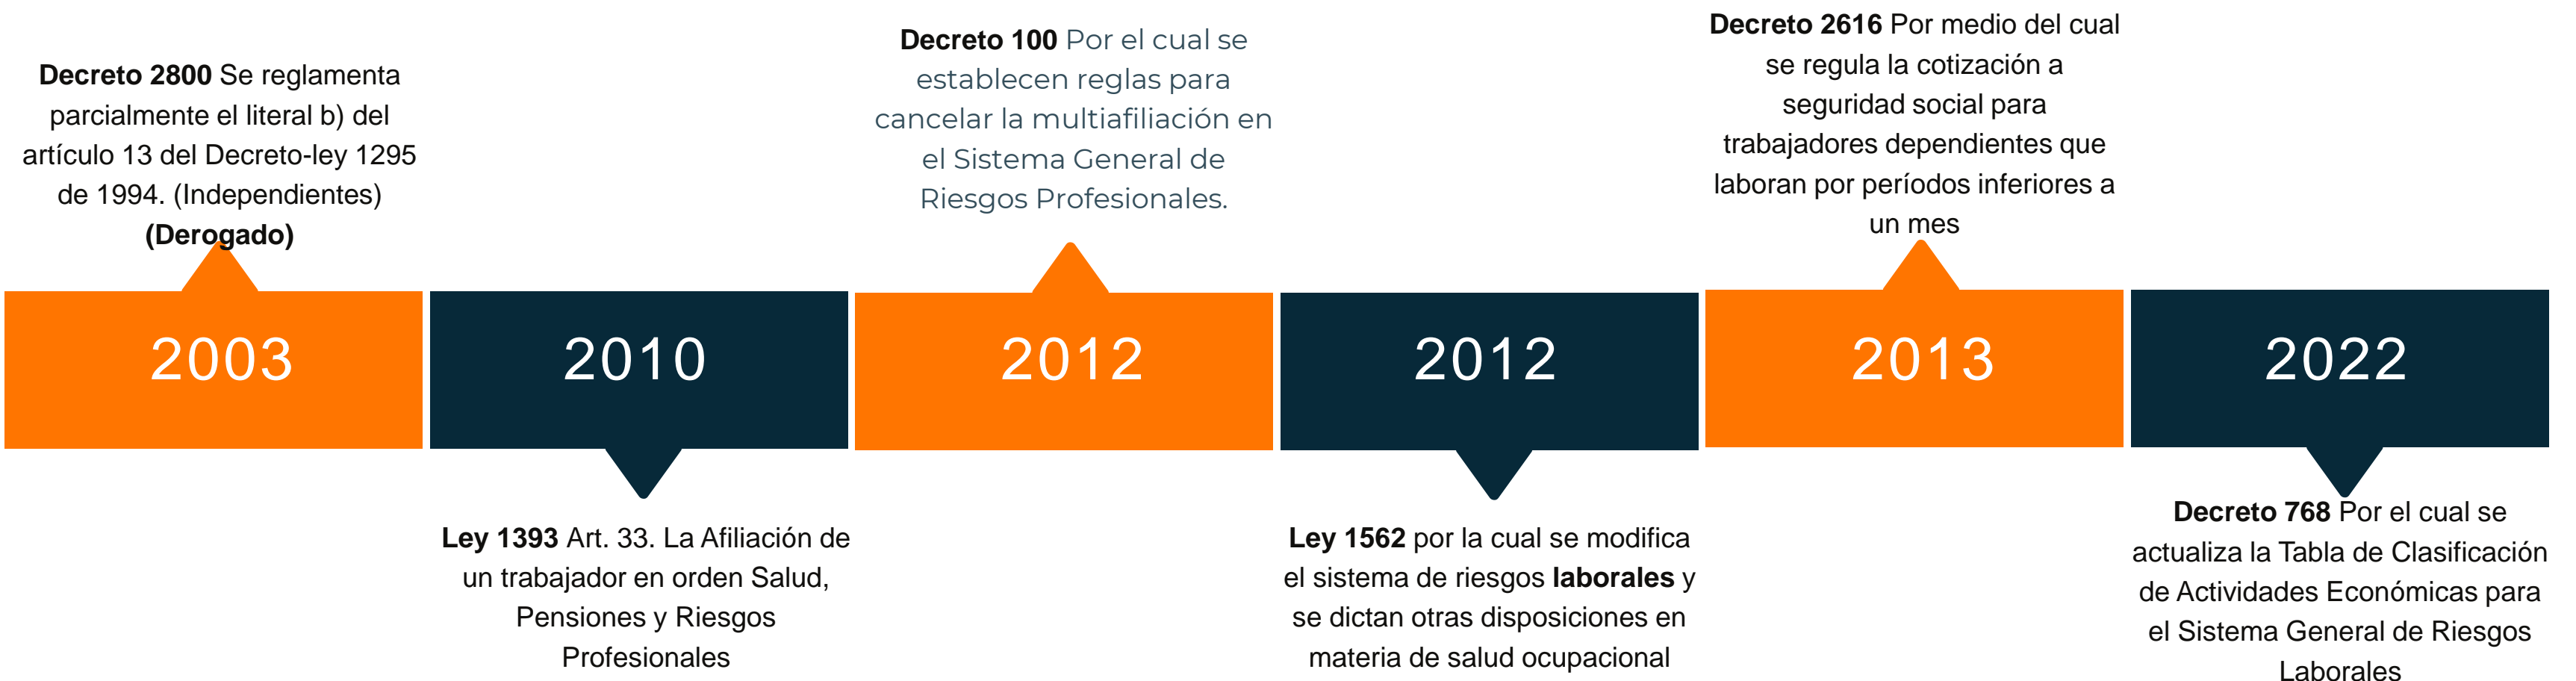 Decreto 2800 Se reglamenta
parcialmente el literal b) del
artículo 13 del Decreto-ley 1295
de 1994. (Independientes)
(Derogado)
2003
2010
Ley 1393 Art. 33. La Afiliación de
un trabajador en orden Salud,
Pensiones y Riesgos
Profesionales
Decreto 100 Por el cual se
establecen reglas para
cancelar la multiafiliación en
el Sistema General de
Riesgos Profesionales.
2012
2012
Ley 1562 por la cual se modifica
el sistema de riesgos laborales y
se dictan otras disposiciones en
materia de salud ocupacional
Decreto 2616 Por medio del cual
se regula la cotización a
seguridad social para
trabajadores dependientes que
laboran por períodos inferiores a
un mes
2013
2022
Decreto 768 Por el cual se
actualiza la Tabla de Clasificación
de Actividades Económicas para
el Sistema General de Riesgos
Laborales